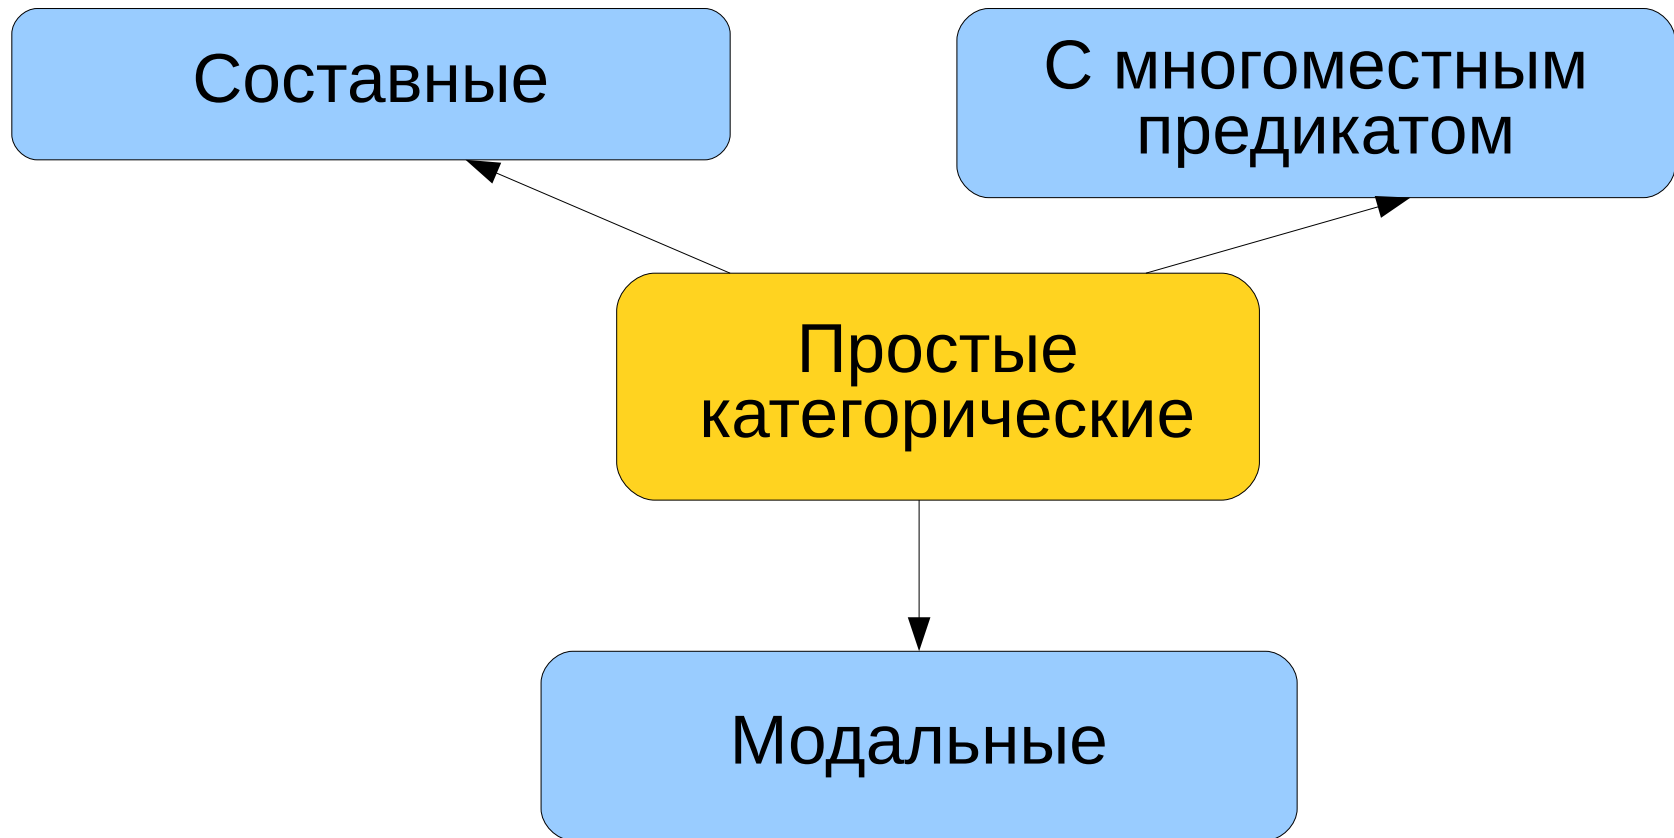 Составные
С многоместным
предикатом
Простые
категорические
Модальные